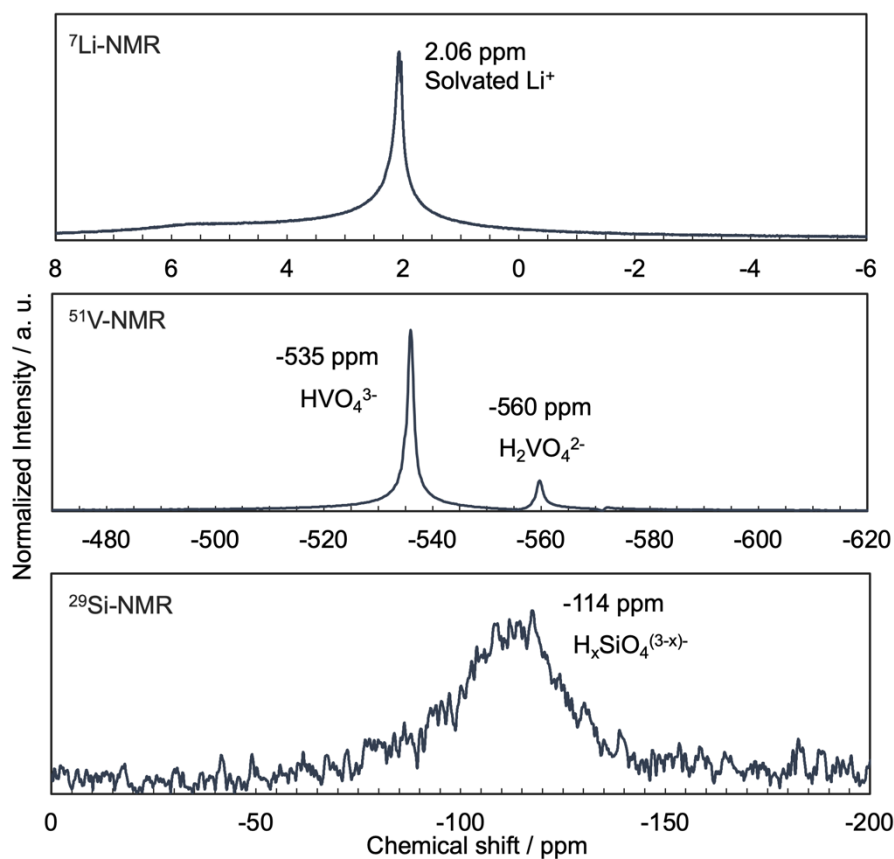 ⁷Li-NMR
2.06 ppm
Solvated Li⁺
8 6 4 2 0 -2 -4 -6
⁵¹V-NMR
-535 ppm
HVO₄³⁻
-560 ppm
H₂VO₄²⁻
-480 -500 -520 -540 -560 -580 -600 -620
Normalized Intensity / a. u.
²⁹Si-NMR
-114 ppm
HₓSiO₄⁽³⁻ˣ⁾⁻
0 -50 -100 -150 -200
Chemical shift / ppm